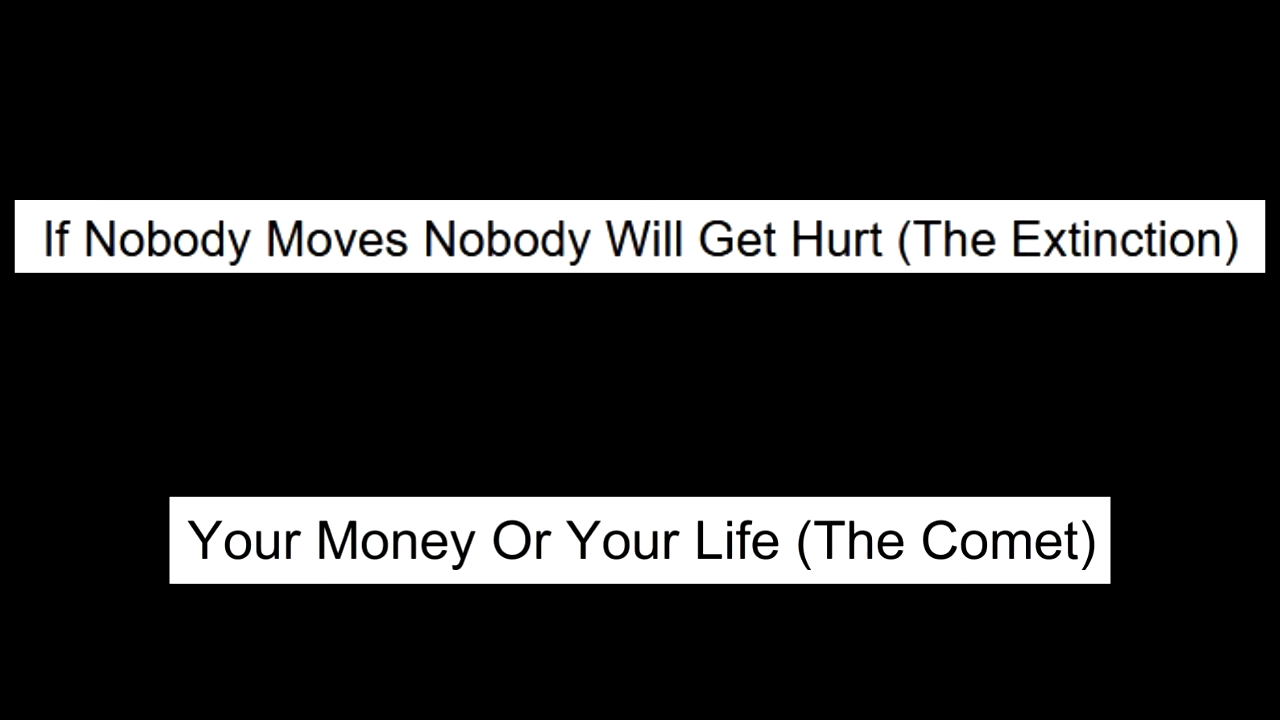 If Nobody Moves Nobody Will Get Hurt (The Extinction)
Your Money Or Your Life (The Comet)